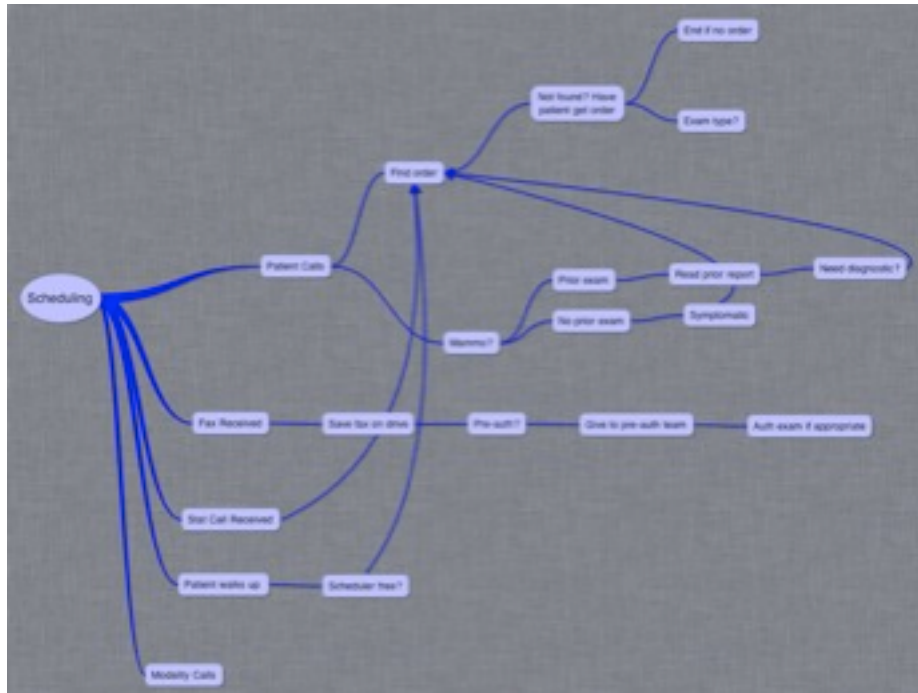 End if no order
Not found? Have
patient get order
Exam type?
Find order
Patient Calls
Scheduling
Prior exam
Read prior report
Need diagnostic?
No prior exam
Symptomatic
Mammo?
Fax Received
Save fax on drive
Pre-auth?
Give to pre-auth team
Auth exam if appropriate
Stat Call Received
Patient walks up
Scheduler free?
Modality Calls